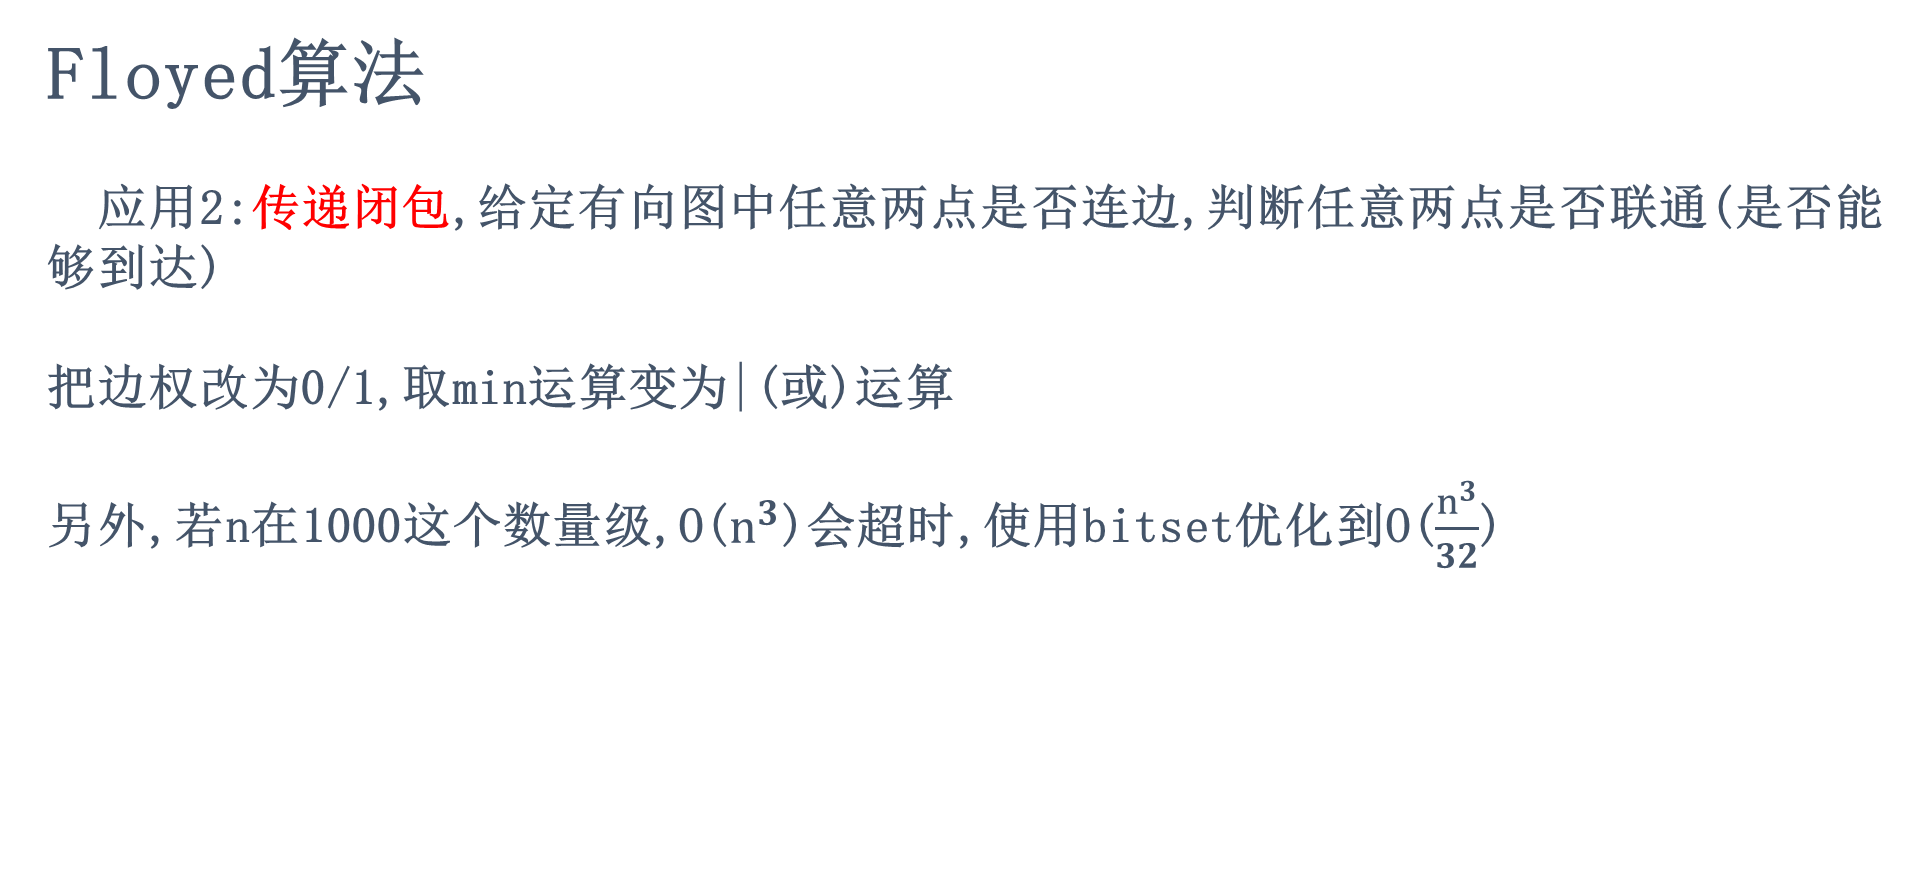 Floyed算法
应用2:传递闭包,给定有向图中任意两点是否连边,判断任意两点是否联通(是否能
够到达)
把边权改为0/1,取min运算变为|(或)运算
另外,若n在1000这个数量级,O(n³)会超时,使用bitset优化到O(n³/32)